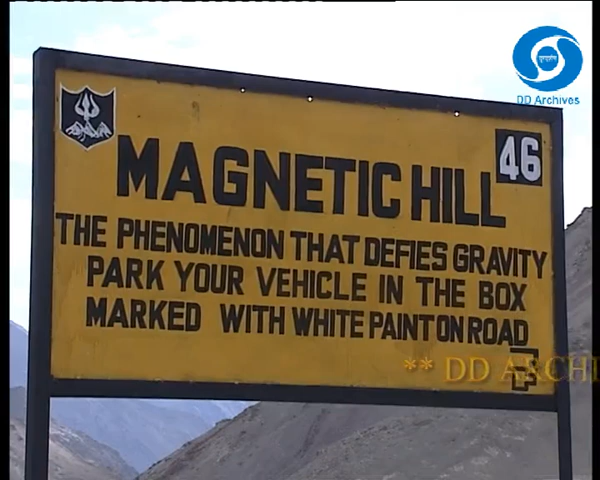 DD Archives
46
MAGNETIC HILL
THE PHENOMENON THAT DEFIES GRAVITY
PARK YOUR VEHICLE IN THE BOX
MARKED WITH WHITE PAINT ON ROAD
** DD ARCHI